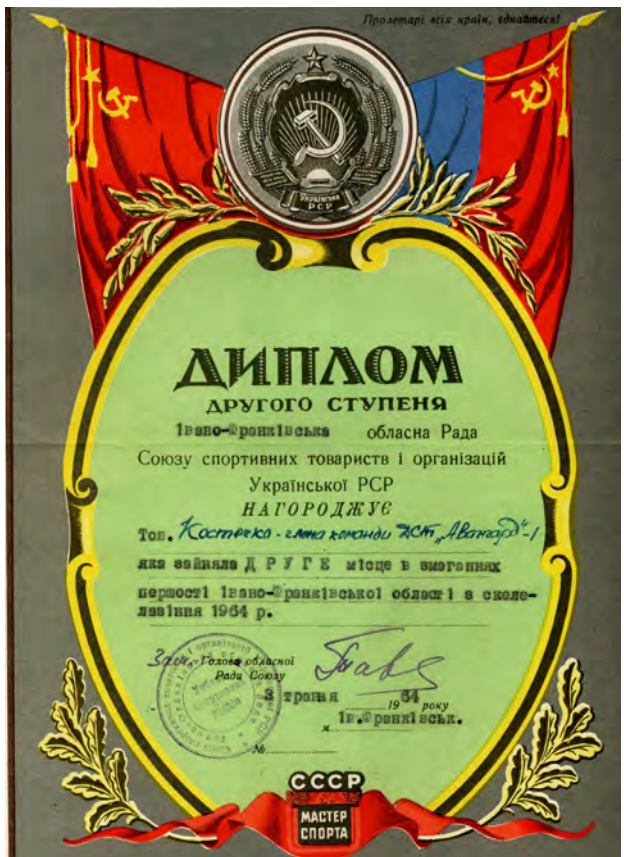 Пролетарі всіх країн, єднайтеся!
Українська
РСР
ДИПЛОМ
ДРУГОГО СТУПЕНЯ
Івано-Франківська обласна Рада
Союзу спортивних товариств і організацій
Української РСР
НАГОРОДЖУЄ
Тов. Костечко - члена команди ДСТ „Авангард"-1
яка зайняла Д Р У Г Е місце в змаганнях
першості Івано-Франківської області з скеле-
лазіння 1964 р.
Зам. Голова обласної
Ради Союзу
3 травня 1964 року
м. Ів.Франківськ.
№
СССР
МАСТЕР
СПОРТА